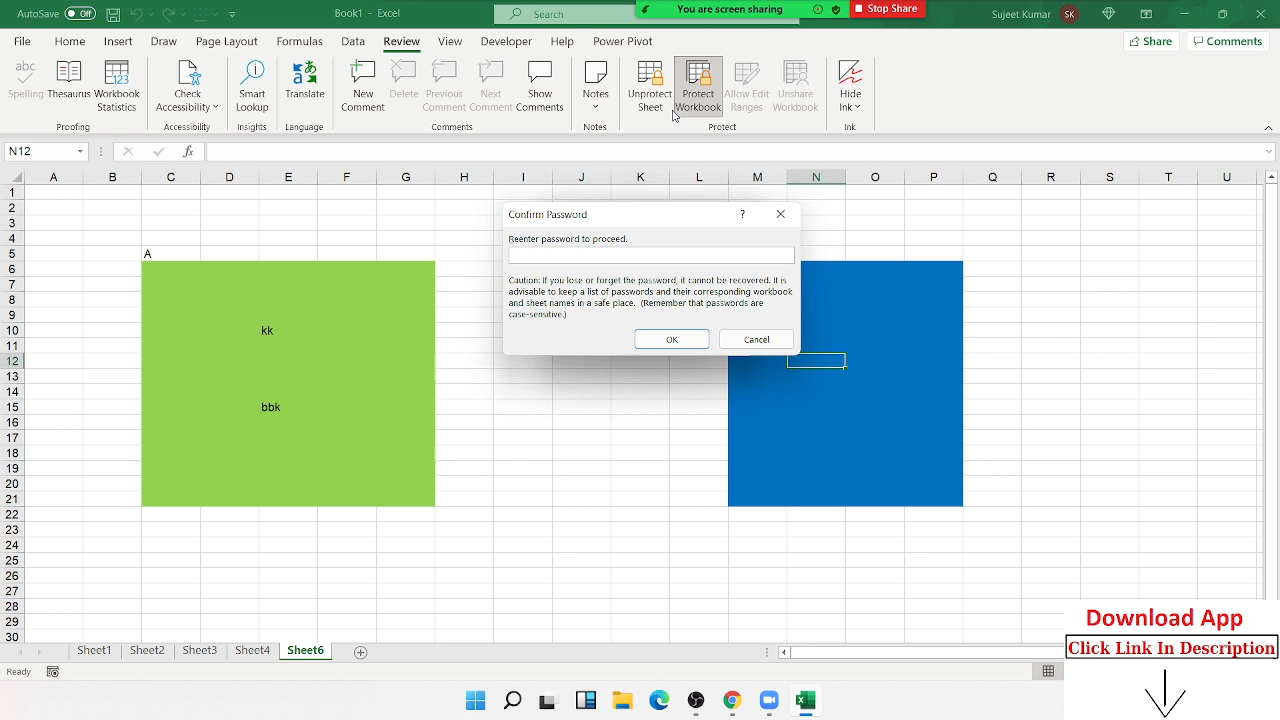 AutoSave Off Book1 - Excel Search You are screen sharing Stop Share Sujeet Kumar SK
File Home Insert Draw Page Layout Formulas Data Review View Developer Help Power Pivot Share Comments
Spelling Thesaurus Workbook Statistics
Check Accessibility
Smart Lookup
Translate
New Comment Delete Previous Comment Next Comment Show Comments
Notes
Unprotect Sheet Protect Workbook Allow Edit Ranges Unshare Workbook
Hide Ink
Proofing Accessibility Insights Language Comments Notes Protect Ink
N12 fx
A B C D E F G H I J K L M N O P Q R S T U
1
2
3
4
5 A
6
7
8
9
10 kk
11
12
13
14
15 bbk
16
17
18
19
20
21
22
23
24
25
26
27
28
29
30
Confirm Password ?
Reenter password to proceed.
Caution: If you lose or forget the password, it cannot be recovered. It is
advisable to keep a list of passwords and their corresponding workbook
and sheet names in a safe place. (Remember that passwords are
case-sensitive.)
OK Cancel
Sheet1 Sheet2 Sheet3 Sheet4 Sheet6
Ready
Download App
Click Link In Description